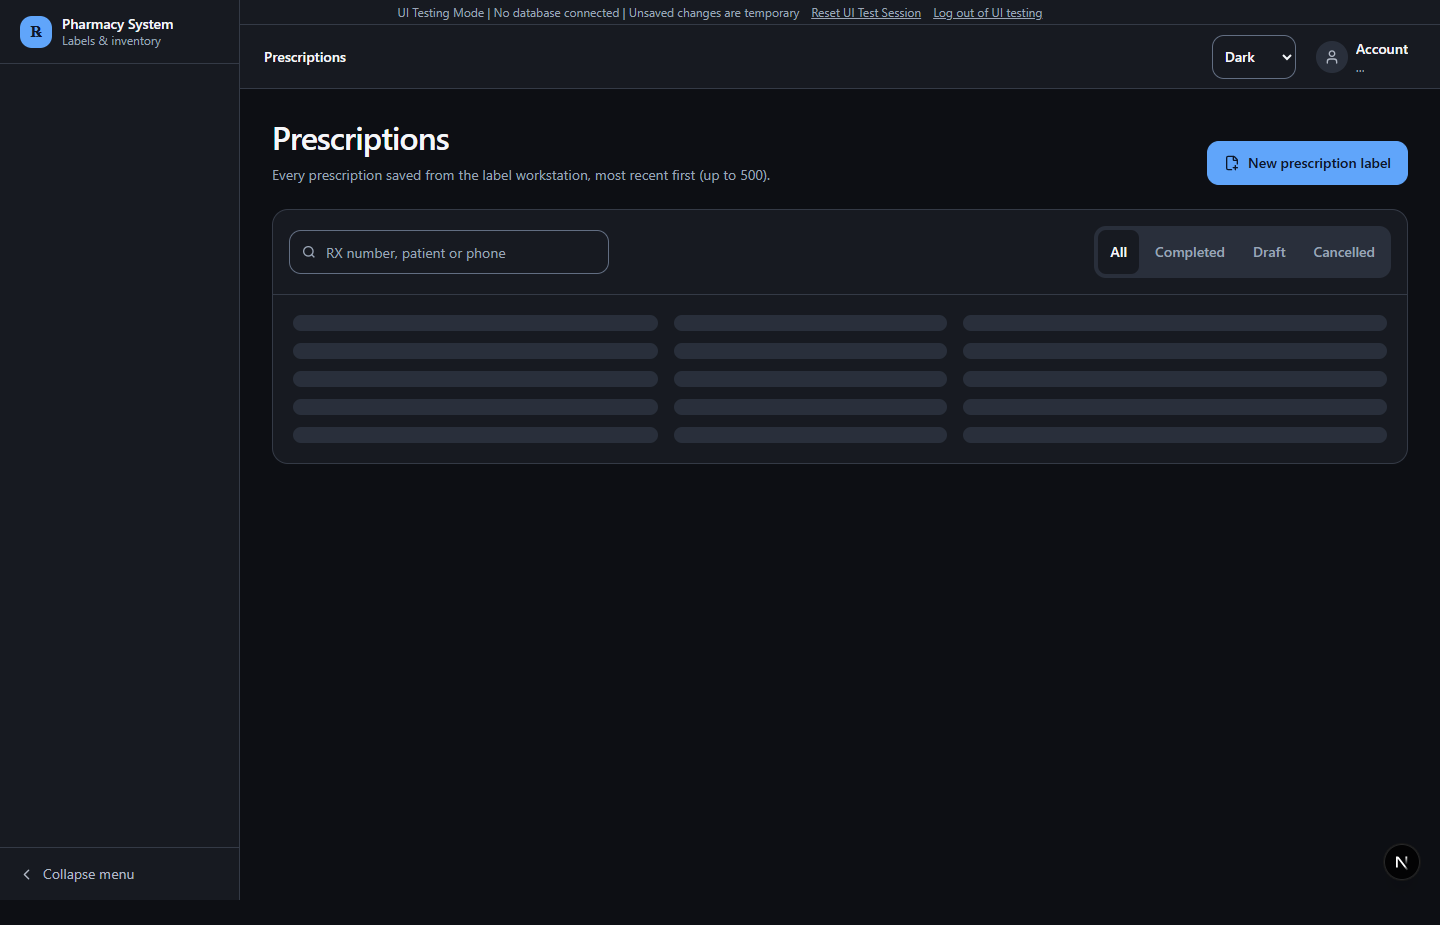 ℞
Pharmacy System
Labels & inventory
UI Testing Mode | No database connected | Unsaved changes are temporary Reset UI Test Session Log out of UI testing
Prescriptions
Dark
Account
...
Prescriptions
Every prescription saved from the label workstation, most recent first (up to 500).
New prescription label
RX number, patient or phone
All Completed Draft Cancelled
Collapse menu
N